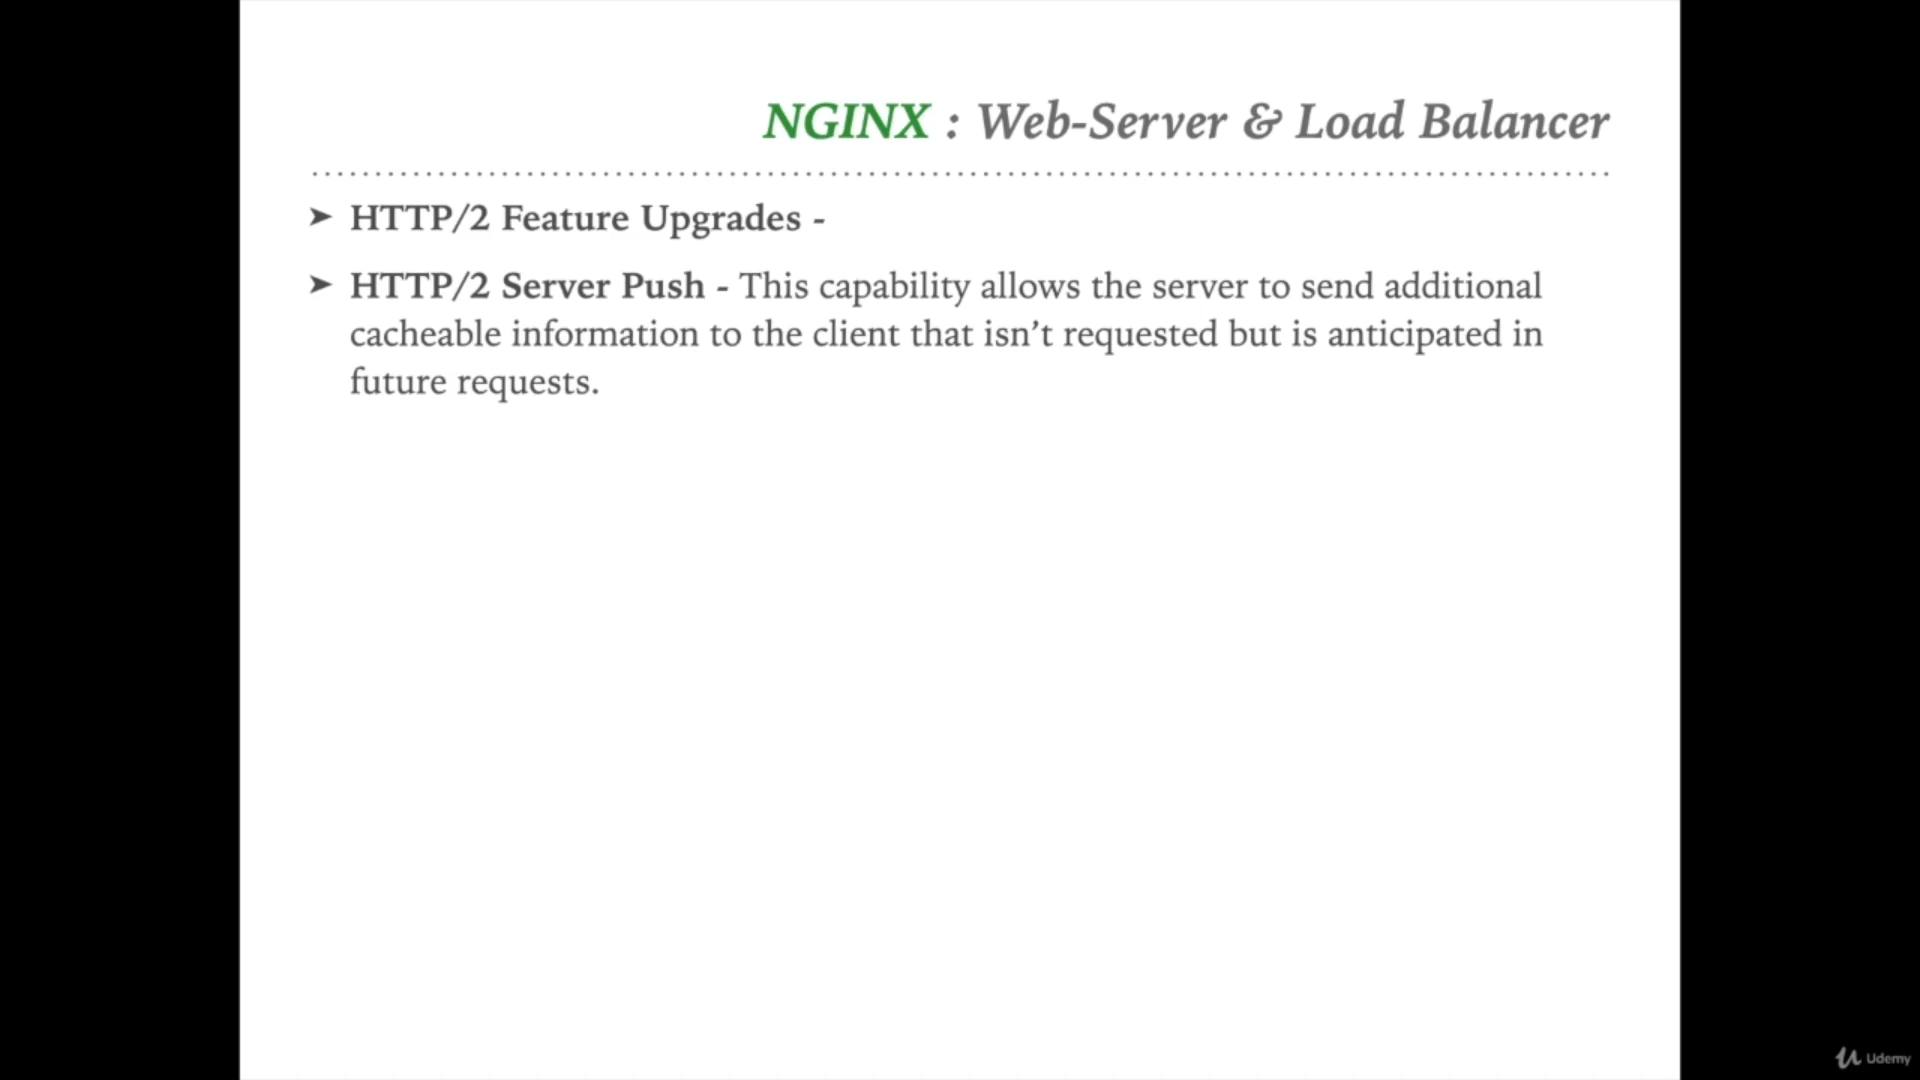 NGINX : Web-Server & Load Balancer
➤ HTTP/2 Feature Upgrades -
➤ HTTP/2 Server Push - This capability allows the server to send additional
cacheable information to the client that isn’t requested but is anticipated in
future requests.
Udemy